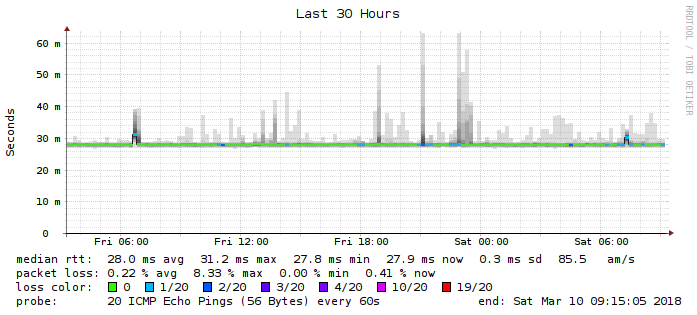 Last 30 Hours
RRDTOOL / TOBI OETIKER
Seconds
60 m
50 m
40 m
30 m
20 m
10 m
0
Fri 06:00 Fri 12:00 Fri 18:00 Sat 00:00 Sat 06:00
median rtt: 28.0 ms avg 31.2 ms max 27.8 ms min 27.9 ms now 0.3 ms sd 85.5 am/s
packet loss: 0.22 % avg 8.33 % max 0.00 % min 0.41 % now
loss color: 0 1/20 2/20 3/20 4/20 10/20 19/20
probe: 20 ICMP Echo Pings (56 Bytes) every 60s end: Sat Mar 10 09:15:05 2018